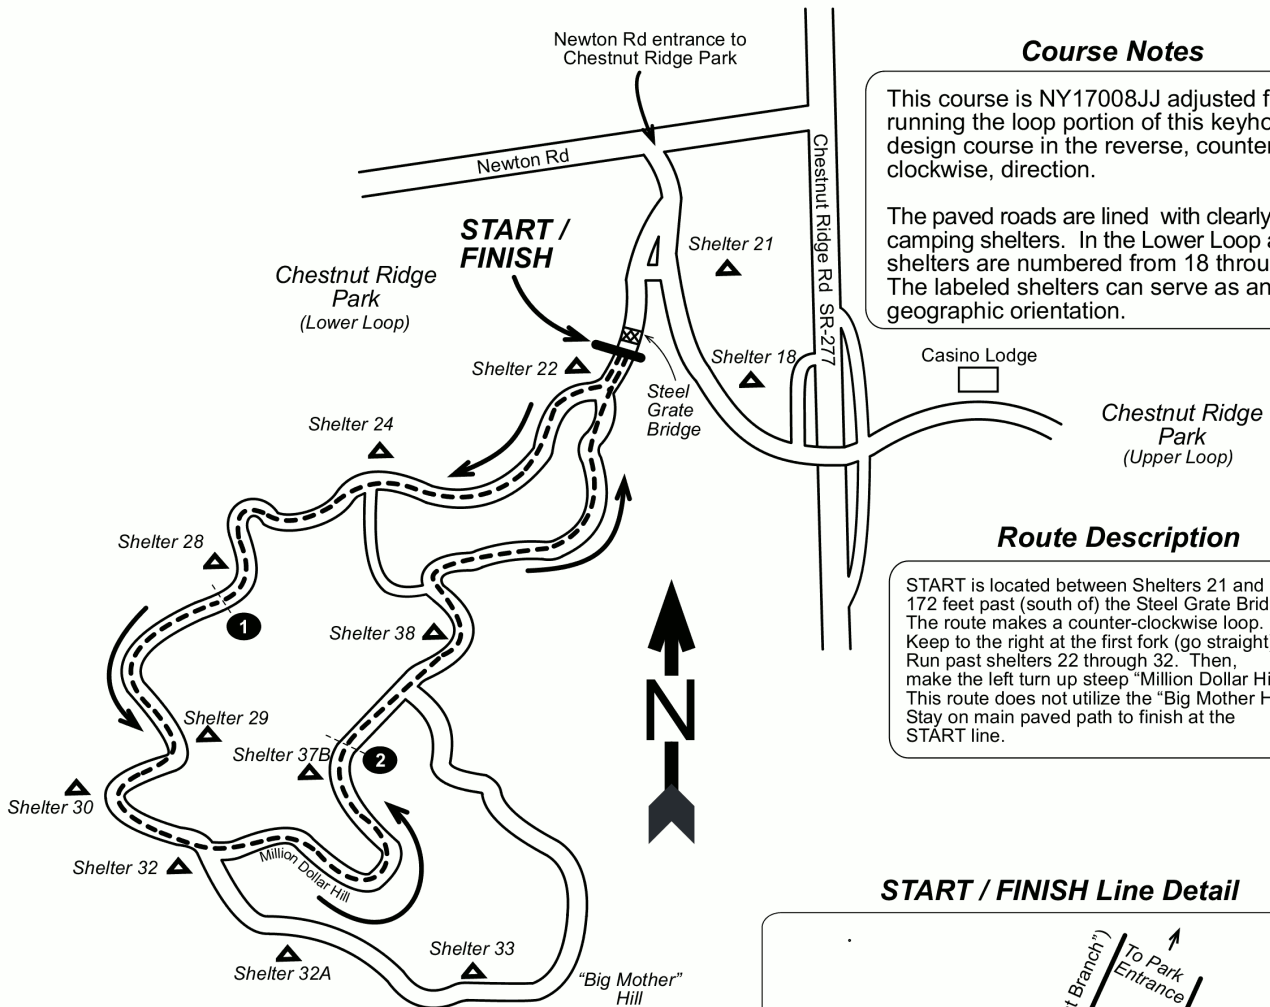 Newton Rd entrance to
Chestnut Ridge Park
Newton Rd
Chestnut Ridge Rd SR-277
START /
FINISH
Chestnut Ridge
Park
(Lower Loop)
Shelter 21
Shelter 22
Shelter 18
Steel
Grate
Bridge
Shelter 24
Shelter 28
1
Shelter 38
Shelter 29
Shelter 37B
2
Shelter 30
Shelter 32
Million Dollar Hill
Shelter 32A
Shelter 33
"Big Mother"
Hill
N
Course Notes
This course is NY17008JJ adjusted f
running the loop portion of this keyho
design course in the reverse, counter
clockwise, direction.
The paved roads are lined with clearly
camping shelters. In the Lower Loop a
shelters are numbered from 18 throu
The labeled shelters can serve as an
geographic orientation.
Casino Lodge
Chestnut Ridge
Park
(Upper Loop)
Route Description
START is located between Shelters 21 and
172 feet past (south of) the Steel Grate Brid
The route makes a counter-clockwise loop.
Keep to the right at the first fork (go straight
Run past shelters 22 through 32. Then,
make the left turn up steep “Million Dollar Hi
This route does not utilize the “Big Mother H
Stay on main paved path to finish at the
START line.
START / FINISH Line Detail
t Branch”)
To Park
Entrance